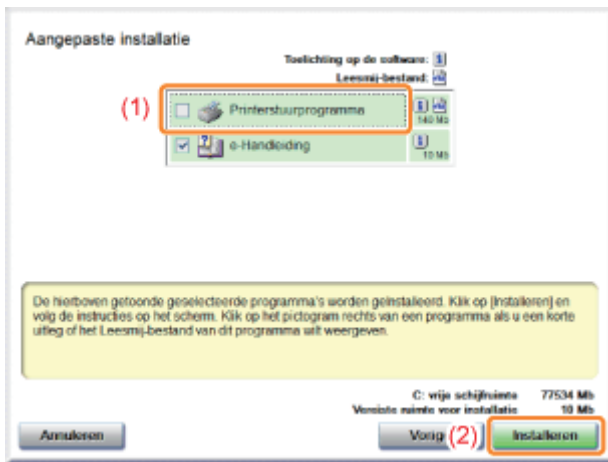 Aangepaste installatie
Toelichting op de software:
Leesmij-bestand:
(1)
Printerstuurprogramma
140 Mb
e-Handleiding
10 Mb
De hierboven getoonde geselecteerde programma's worden geïnstalleerd. Klik op [Installeren] en
volg de instructies op het scherm. Klik op het pictogram rechts van een programma als u een korte
uitleg of het Leesmij-bestand van dit programma wilt weergeven.
C: vrije schijfruimte 77534 Mb
Vereiste ruimte voor installatie 10 Mb
Annuleren
Vorig
(2)
Installeren